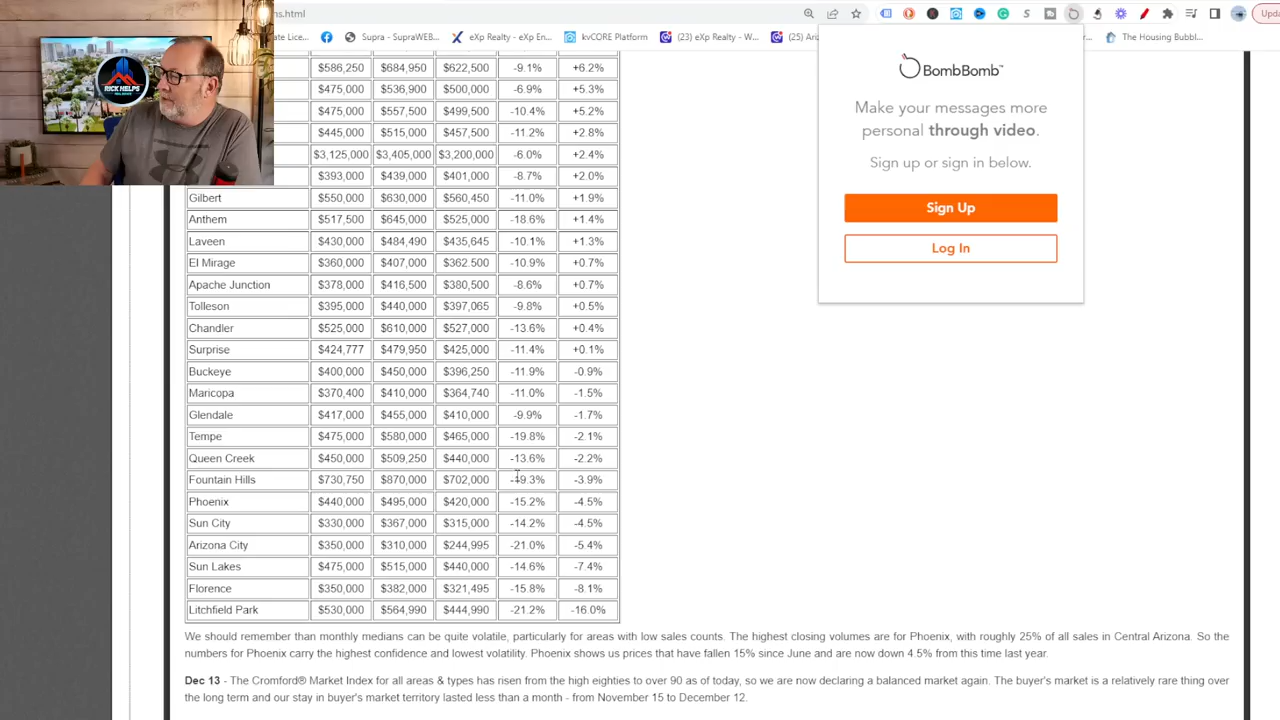 ns.html
Upda
ate Lice...
Supra - SupraWEB...
eXp Realty - eXp En...
kvCORE Platform
(23) eXp Realty - W...
(25) Ariz
The Housing Bubbl...
RICK HELPS
REAL ESTATE
BombBomb™
Make your messages more
personal through video.
Sign up or sign in below.
Sign Up
Log In
$586,250 $684,950 $622,500 -9.1% +6.2%
$475,000 $536,900 $500,000 -6.9% +5.3%
$475,000 $557,500 $499,500 -10.4% +5.2%
$445,000 $515,000 $457,500 -11.2% +2.8%
$3,125,000 $3,405,000 $3,200,000 -6.0% +2.4%
$393,000 $439,000 $401,000 -8.7% +2.0%
Gilbert $550,000 $630,000 $560,450 -11.0% +1.9%
Anthem $517,500 $645,000 $525,000 -18.6% +1.4%
Laveen $430,000 $484,490 $435,645 -10.1% +1.3%
El Mirage $360,000 $407,000 $362.500 -10.9% +0.7%
Apache Junction $378,000 $416,500 $380,500 -8.6% +0.7%
Tolleson $395,000 $440,000 $397,065 -9.8% +0.5%
Chandler $525,000 $610,000 $527,000 -13.6% +0.4%
Surprise $424,777 $479,950 $425,000 -11.4% +0.1%
Buckeye $400,000 $450,000 $396,250 -11.9% -0.9%
Maricopa $370,400 $410,000 $364,740 -11.0% -1.5%
Glendale $417,000 $455,000 $410,000 -9.9% -1.7%
Tempe $475,000 $580,000 $465,000 -19.8% -2.1%
Queen Creek $450,000 $509,250 $440,000 -13.6% -2.2%
Fountain Hills $730,750 $870,000 $702,000 -19.3% -3.9%
Phoenix $440,000 $495,000 $420,000 -15.2% -4.5%
Sun City $330,000 $367,000 $315,000 -14.2% -4.5%
Arizona City $350,000 $310,000 $244,995 -21.0% -5.4%
Sun Lakes $475,000 $515,000 $440,000 -14.6% -7.4%
Florence $350,000 $382,000 $321,495 -15.8% -8.1%
Litchfield Park $530,000 $564,990 $444,990 -21.2% -16.0%
We should remember than monthly medians can be quite volatile, particularly for areas with low sales counts. The highest closing volumes are for Phoenix, with roughly 25% of all sales in Central Arizona. So the
numbers for Phoenix carry the highest confidence and lowest volatility. Phoenix shows us prices that have fallen 15% since June and are now down 4.5% from this time last year.
Dec 13 - The Cromford® Market Index for all areas & types has risen from the high eighties to over 90 as of today, so we are now declaring a balanced market again. The buyer's market is a relatively rare thing over
the long term and our stay in buyer's market territory lasted less than a month - from November 15 to December 12.